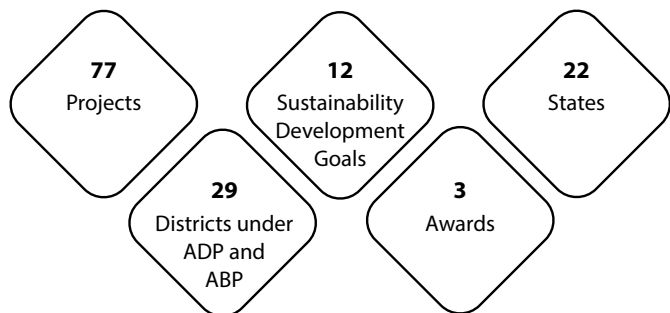 77
Projects
12
Sustainability
Development
Goals
22
States
29
Districts under
ADP and
ABP
3
Awards